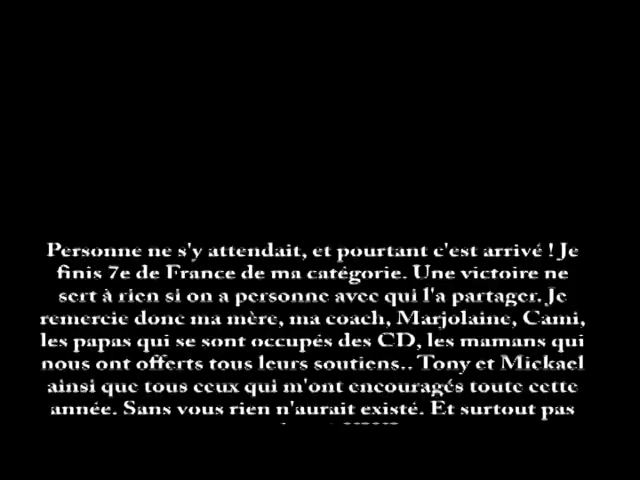 Personne ne s'y attendait, et pourtant c'est arrivé ! Je
finis 7e de France de ma catégorie. Une victoire ne
sert à rien si on a personne avec qui l'a partager. Je
remercie donc ma mère, ma coach, Marjolaine, Cami,
les papas qui se sont occupés des CD, les mamans qui
nous ont offerts tous leurs soutiens.. Tony et Mickael
ainsi que tous ceux qui m'ont encouragés toute cette
année. Sans vous rien n'aurait existé. Et surtout pas